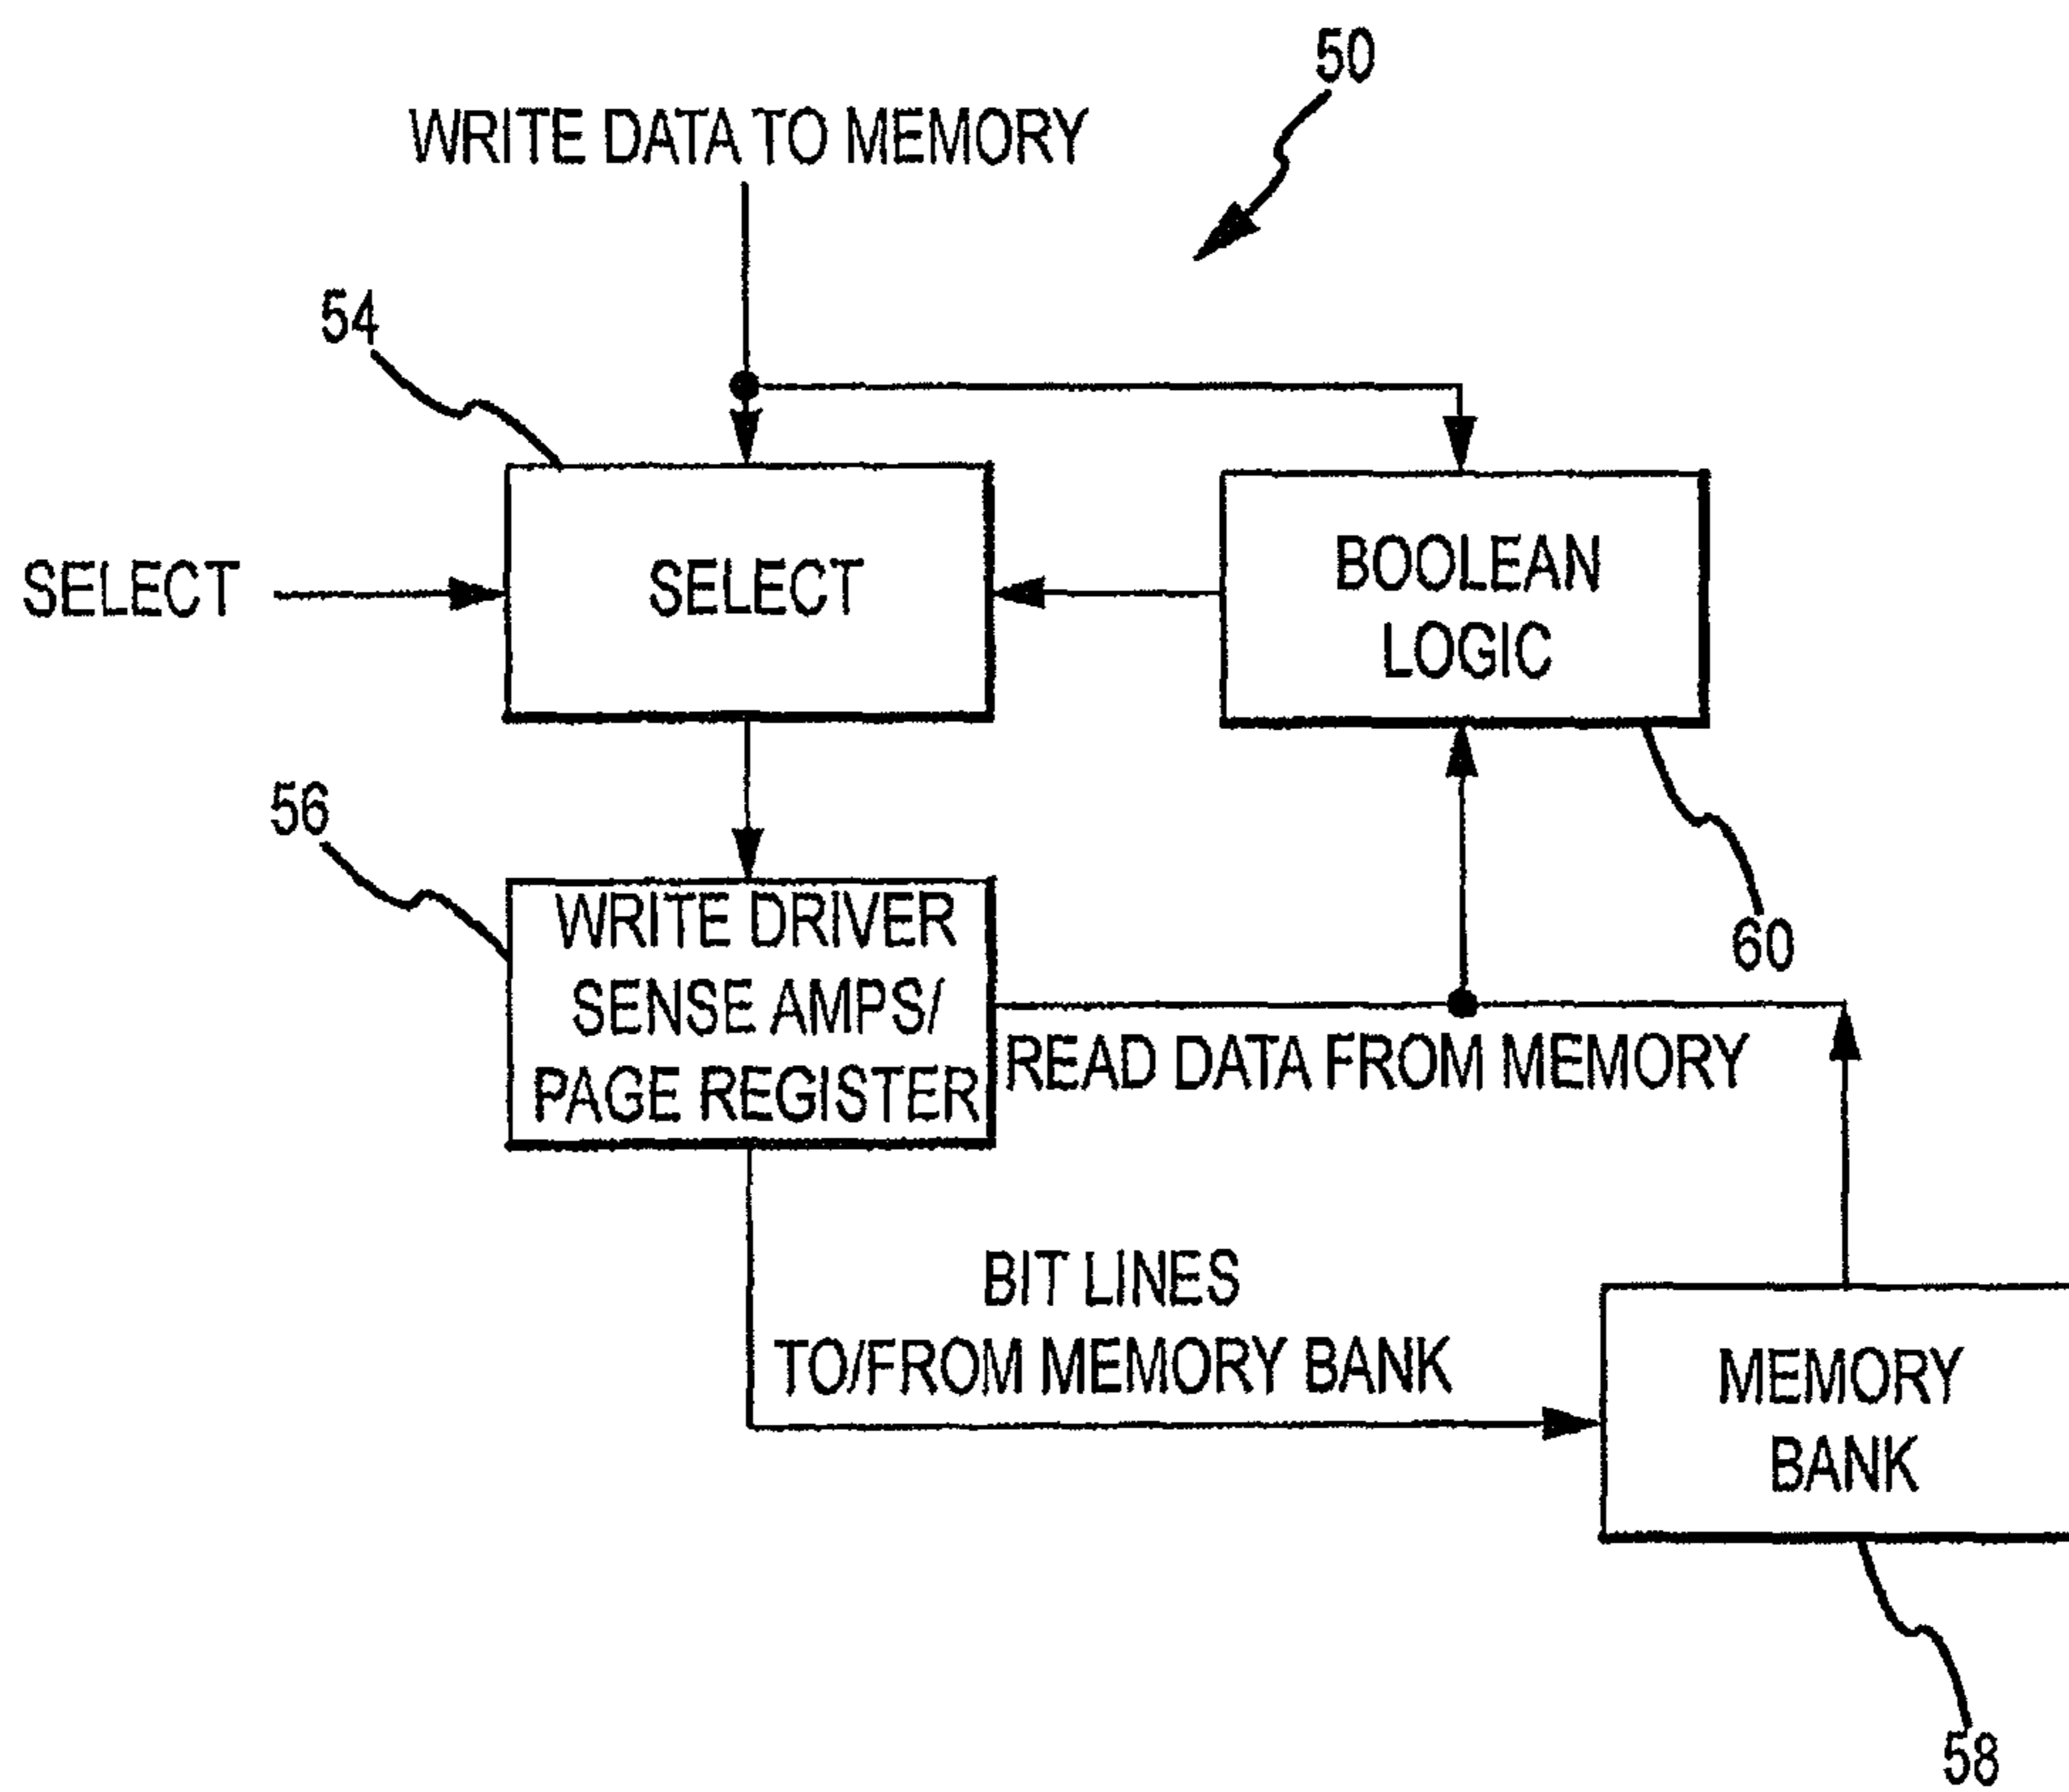 50
WRITE DATA TO MEMORY
54
SELECT
SELECT
BOOLEAN
LOGIC
56
WRITE DRIVER
SENSE AMPS/
PAGE REGISTER
60
READ DATA FROM MEMORY
BIT LINES
TO/FROM MEMORY BANK
MEMORY
BANK
58